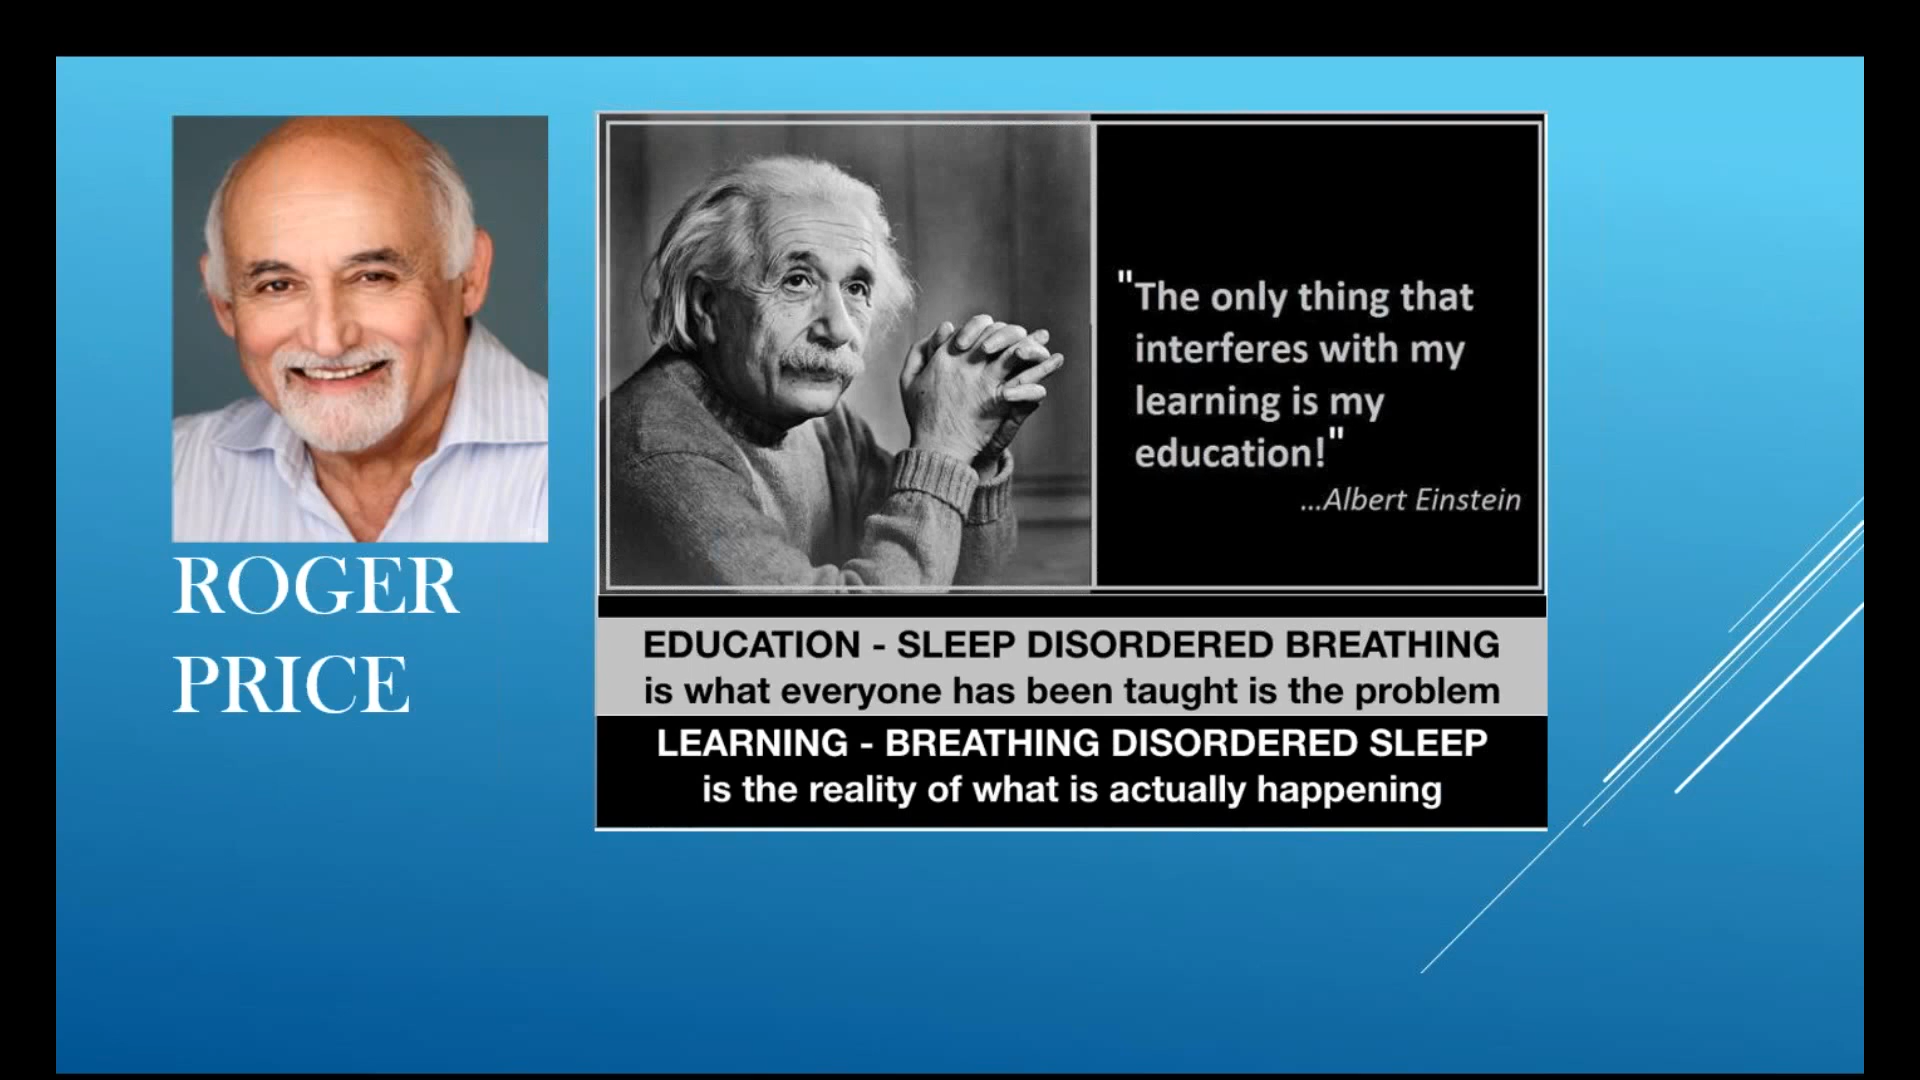 ROGER
PRICE
"The only thing that
interferes with my
learning is my
education!"
...Albert Einstein
EDUCATION - SLEEP DISORDERED BREATHING
is what everyone has been taught is the problem
LEARNING - BREATHING DISORDERED SLEEP
is the reality of what is actually happening